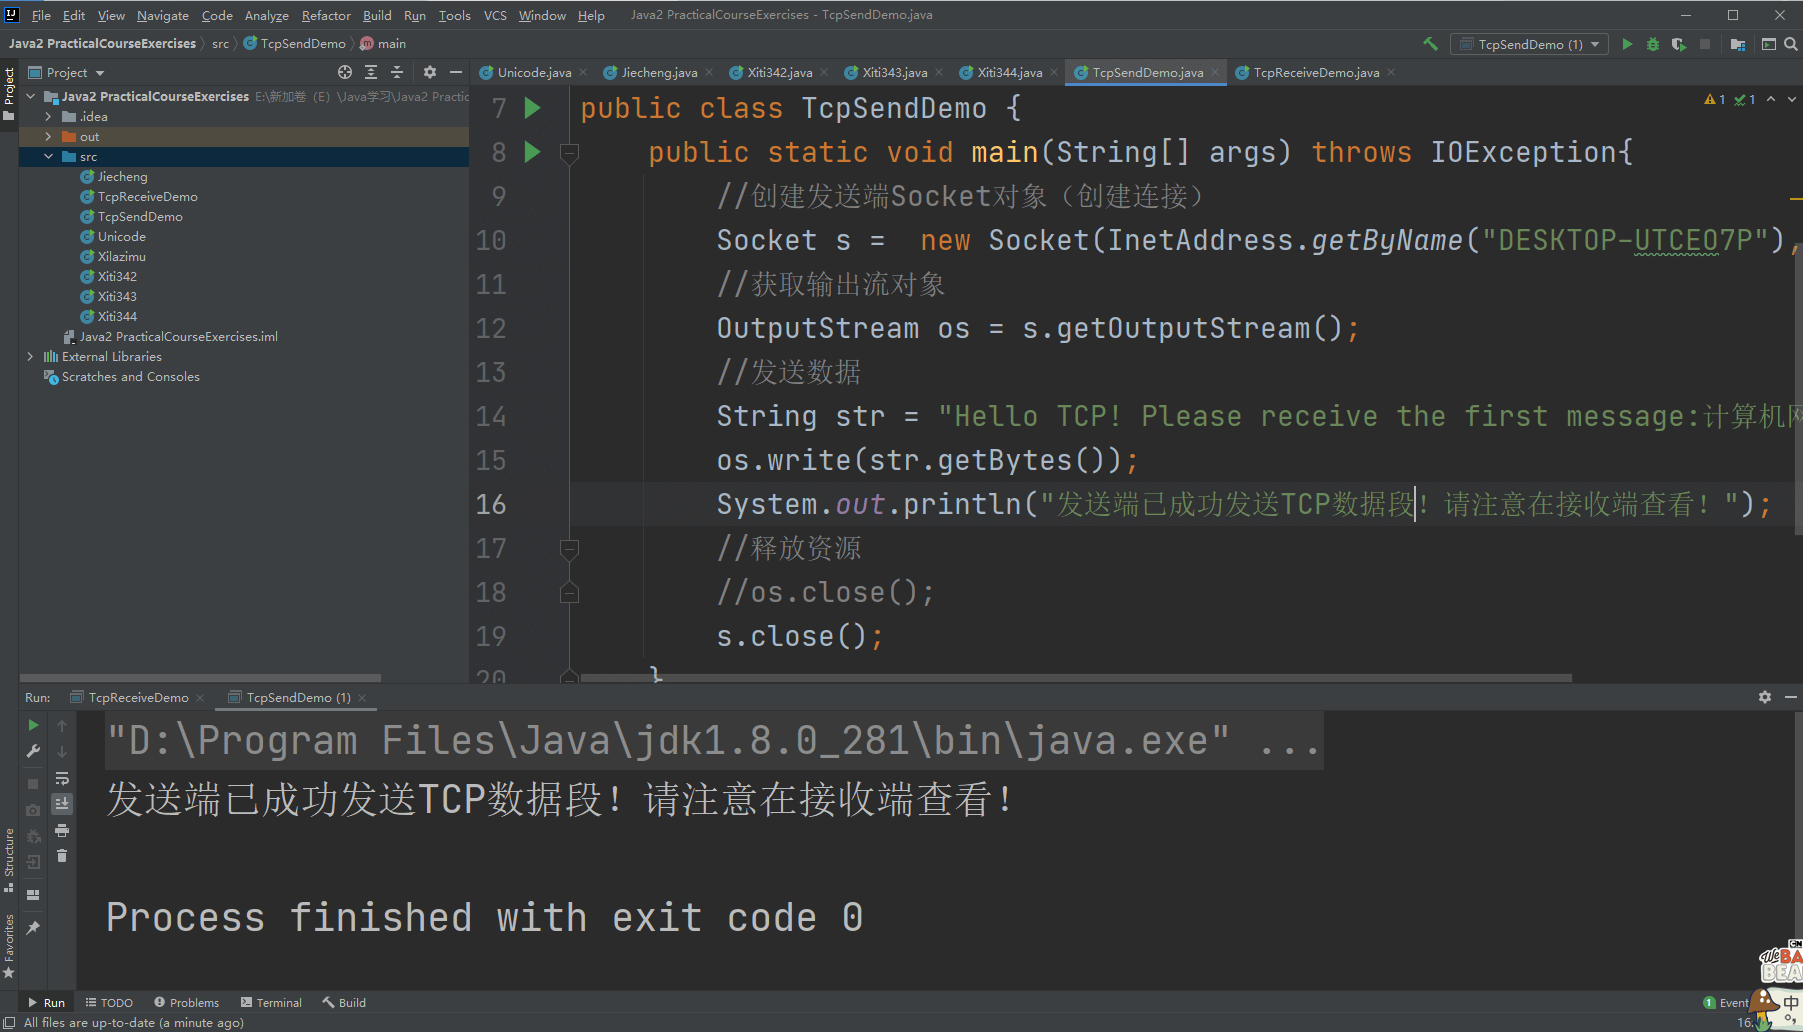 File Edit View Navigate Code Analyze Refactor Build Run Tools VCS Window Help Java2 PracticalCourseExercises - TcpSendDemo.java
Java2 PracticalCourseExercises src TcpSendDemo main
TcpSendDemo (1)
Project
Project
Unicode.java Jiecheng.java Xiti342.java Xiti343.java Xiti344.java TcpSendDemo.java TcpReceiveDemo.java
Java2 PracticalCourseExercises E:\新加卷（E）\Java学习\Java2 Practic
.idea
out
src
Jiecheng
TcpReceiveDemo
TcpSendDemo
Unicode
Xilazimu
Xiti342
Xiti343
Xiti344
Java2 PracticalCourseExercises.iml
External Libraries
Scratches and Consoles
1 1
7 public class TcpSendDemo {
8 public static void main(String[] args) throws IOException{
9 //创建发送端Socket对象（创建连接）
10 Socket s =  new Socket(InetAddress.getByName("DESKTOP-UTCEO7P"),
11 //获取输出流对象
12 OutputStream os = s.getOutputStream();
13 //发送数据
14 String str = "Hello TCP! Please receive the first message:计算机网
15 os.write(str.getBytes());
16 System.out.println("发送端已成功发送TCP数据段！请注意在接收端查看！");
17 //释放资源
18 //os.close();
19 s.close();
20 }
Run: TcpReceiveDemo TcpSendDemo (1)
"D:\Program Files\Java\jdk1.8.0_281\bin\java.exe" ...
发送端已成功发送TCP数据段！请注意在接收端查看！
Process finished with exit code 0
Structure
Favorites
Run TODO Problems Terminal Build
1 Event
All files are up-to-date (a minute ago)
16:
CN
We BA
BEA
中